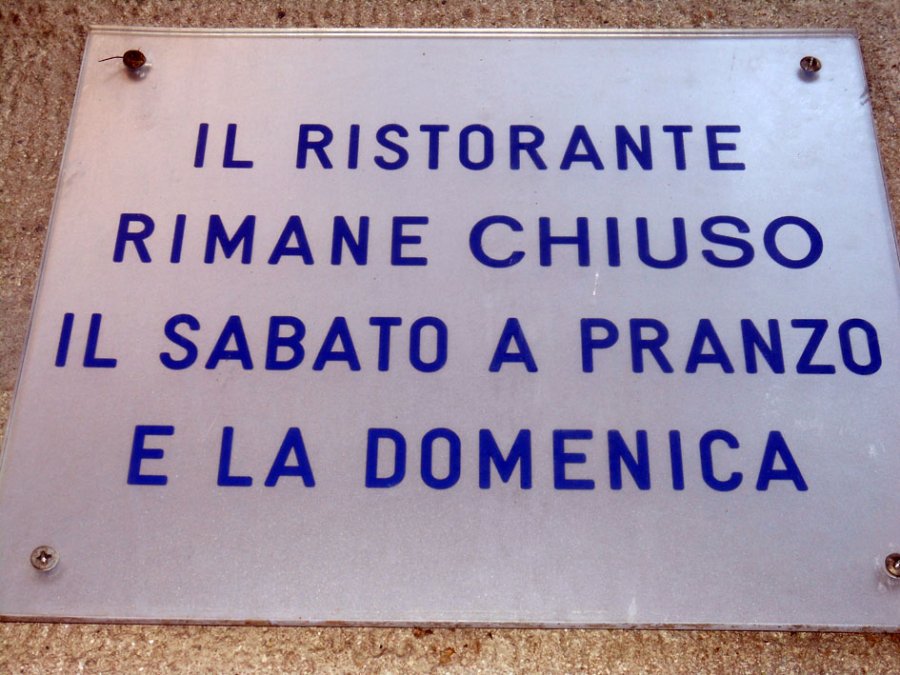 IL RISTORANTE
RIMANE CHIUSO
IL SABATO A PRANZO
E LA DOMENICA